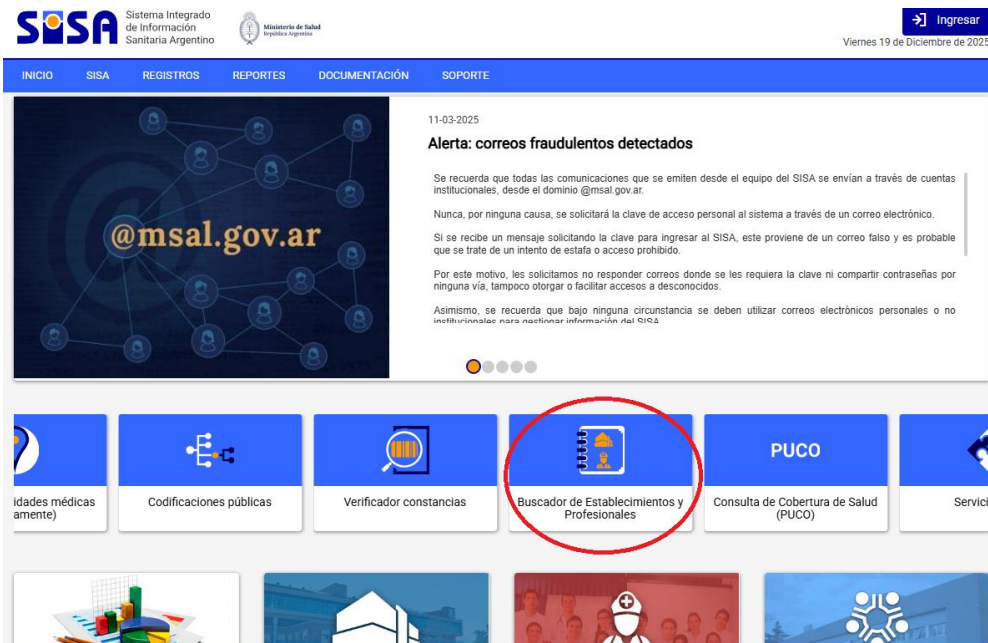 SISA
Sistema Integrado
de Información
Sanitaria Argentino
Ministerio de Salud
República Argentina
Ingresar
Viernes 19 de Diciembre de 2025
INICIO SISA REGISTROS REPORTES DOCUMENTACIÓN SOPORTE
@msal.gov.ar
11-03-2025
Alerta: correos fraudulentos detectados
Se recuerda que todas las comunicaciones que se emiten desde el equipo del SISA se envían a través de cuentas
institucionales, desde el dominio @msal.gov.ar.
Nunca, por ninguna causa, se solicitará la clave de acceso personal al sistema a través de un correo electrónico.
Si se recibe un mensaje solicitando la clave para ingresar al SISA, este proviene de un correo falso y es probable
que se trate de un intento de estafa o acceso prohibido.
Por este motivo, les solicitamos no responder correos donde se les requiera la clave ni compartir contraseñas por
ninguna vía, tampoco otorgar o facilitar accesos a desconocidos.
Asimismo, se recuerda que bajo ninguna circunstancia se deben utilizar correos electrónicos personales o no
institucionales para gestionar información del SISA
idades médicas
amente)
Codificaciones públicas
Verificador constancias
Buscador de Establecimientos y
Profesionales
PUCO
Consulta de Cobertura de Salud
(PUCO)
Servici